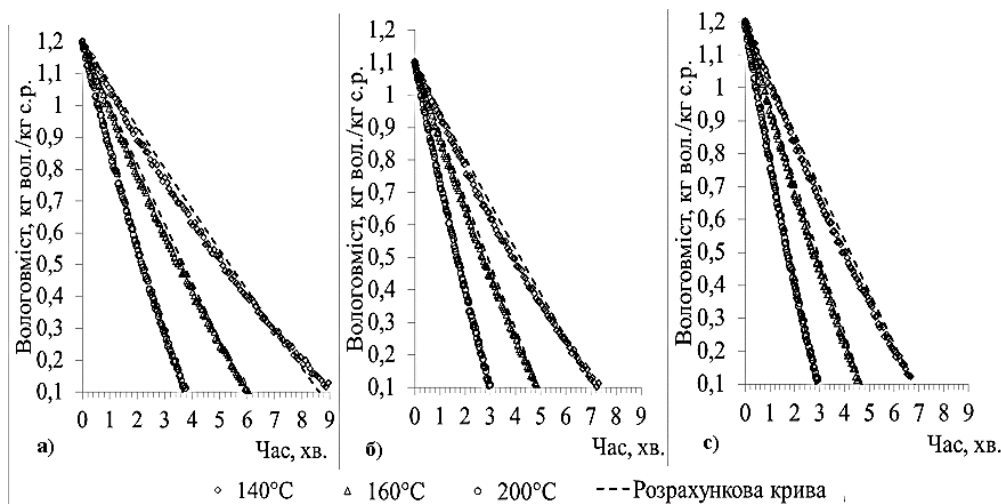 Вологовміст, кг вол./кг с.р.
1,2
1,1
1
0,9
0,8
0,7
0,6
0,5
0,4
0,3
0,2
0,1
0 1 2 3 4 5 6 7 8 9
а)
Час, хв.
Вологовміст, кг вол./кг с.р.
1,2
1,1
1
0,9
0,8
0,7
0,6
0,5
0,4
0,3
0,2
0,1
0 1 2 3 4 5 6 7 8 9
б)
Час, хв.
Вологовміст, кг вол./кг с.р.
1,2
1,1
1
0,9
0,8
0,7
0,6
0,5
0,4
0,3
0,2
0,1
0 1 2 3 4 5 6 7 8 9
с)
Час, хв.
140°С 160°С 200°С Розрахункова крива